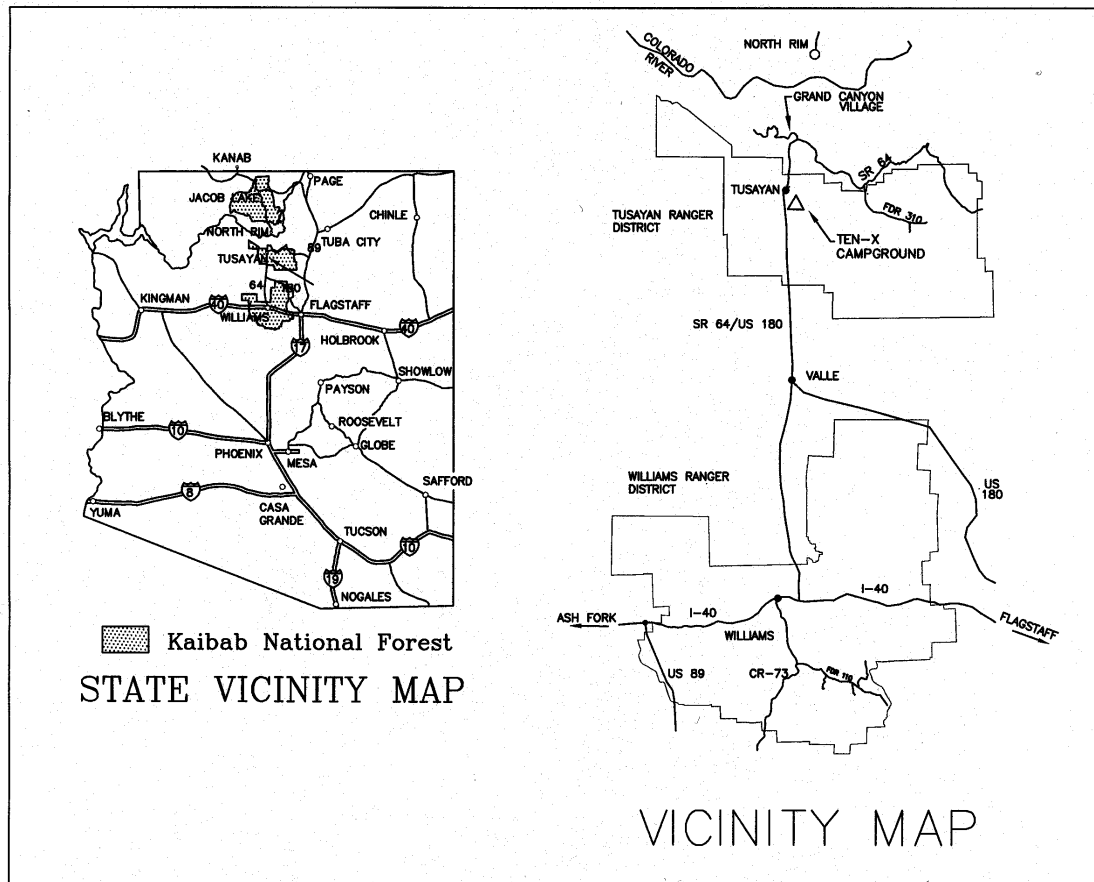 KANAB
PAGE
JACOB LAKE
CHINLE
NORTH RIM
TUBA CITY
89
TUSAYAN
64
180
KINGMAN
40
FLAGSTAFF
WILLIAMS
40
17
HOLBROOK
SHOWLOW
PAYSON
BLYTHE
10
ROOSEVELT
PHOENIX
GLOBE
MESA
SAFFORD
8
YUMA
CASA
GRANDE
TUCSON
10
19
NOGALES
Kaibab National Forest
STATE VICINITY MAP
COLORADO
RIVER
NORTH RIM
GRAND CANYON
VILLAGE
SR 64
TUSAYAN
FDR 310
TUSAYAN RANGER
DISTRICT
TEN-X
CAMPGROUND
SR 64/US 180
VALLE
WILLIAMS RANGER
DISTRICT
US
180
I-40
I-40
ASH FORK
FLAGSTAFF
WILLIAMS
US 89
CR-73
FDR 110
VICINITY MAP